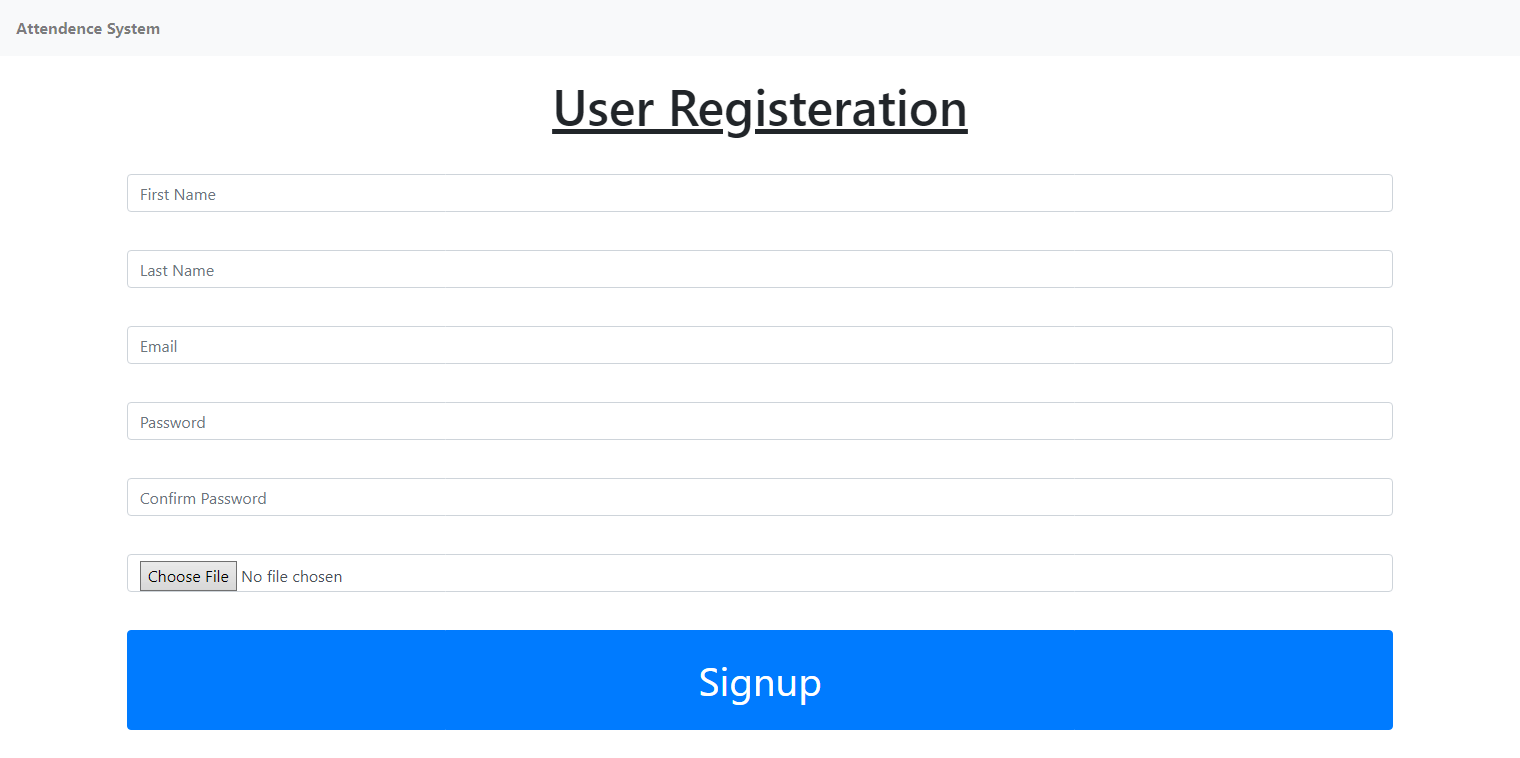 Attendence System
User Registeration
First Name
Last Name
Email
Password
Confirm Password
Choose File No file chosen
Signup